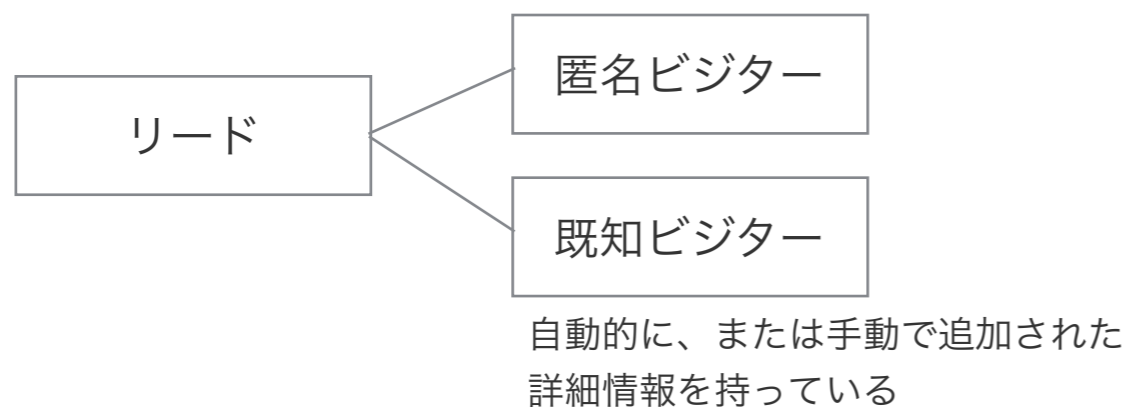 リード
匿名ビジター
既知ビジター
自動的に、または手動で追加された
詳細情報を持っている